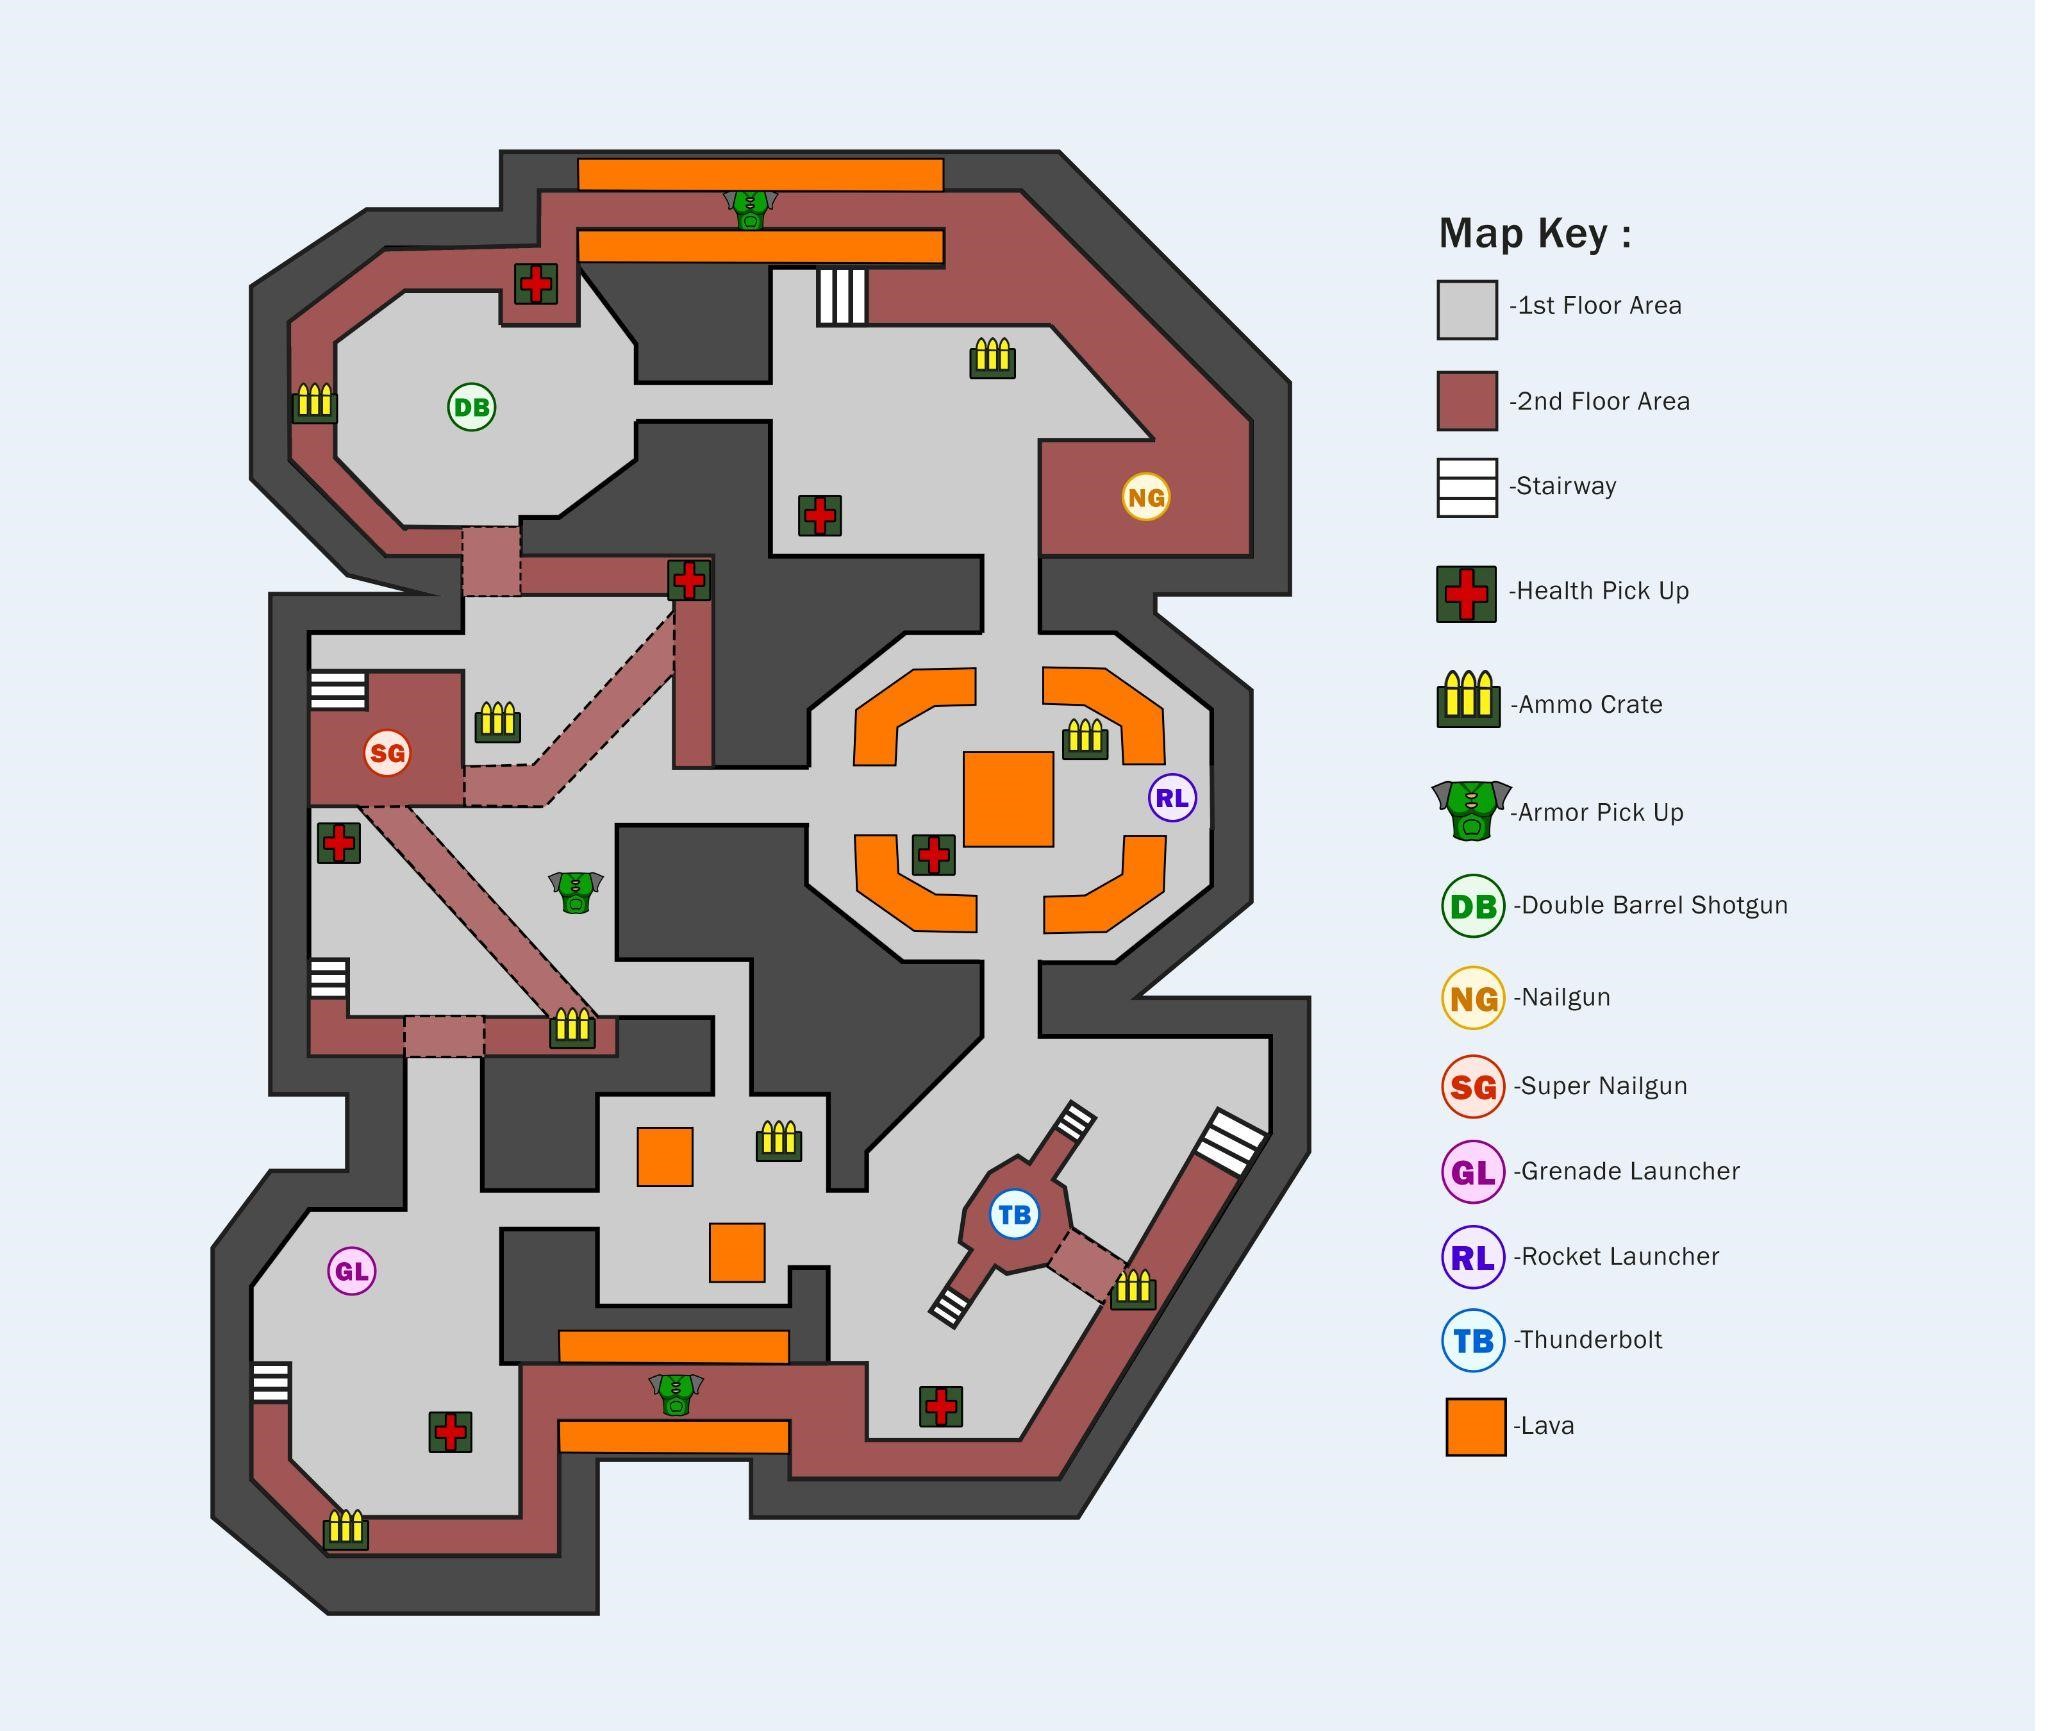 Map Key :
-1st Floor Area
-2nd Floor Area
-Stairway
-Health Pick Up
-Ammo Crate
-Armor Pick Up
DB -Double Barrel Shotgun
NG -Nailgun
SG -Super Nailgun
GL -Grenade Launcher
RL -Rocket Launcher
TB -Thunderbolt
-Lava
DB
NG
SG
RL
TB
GL